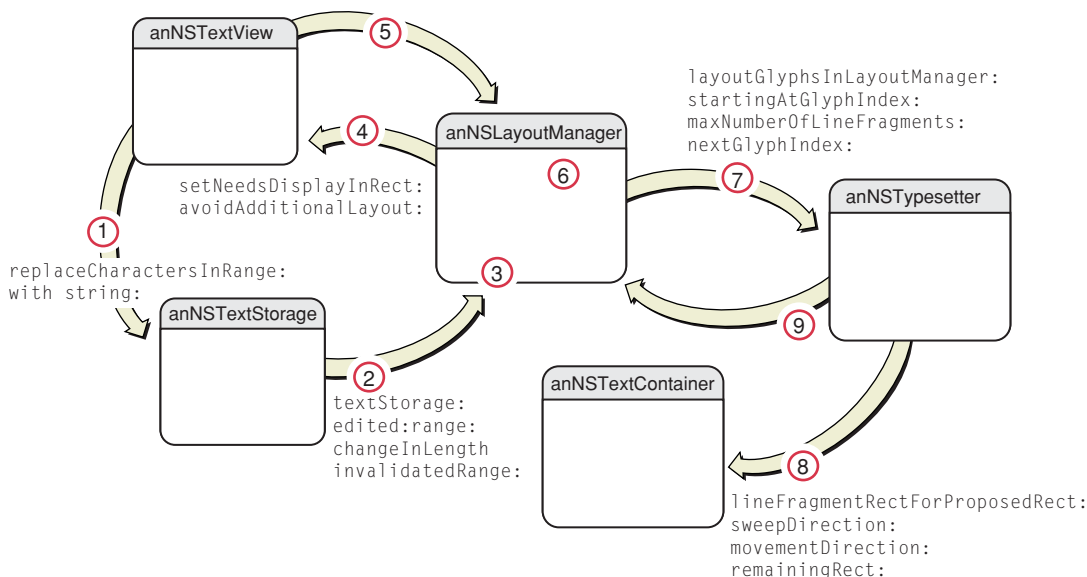 anNSTextView
5
layoutGlyphsInLayoutManager:
startingAtGlyphIndex:
maxNumberOfLineFragments:
nextGlyphIndex:
4
anNSLayoutManager
6
7
setNeedsDisplayInRect:
avoidAdditionalLayout:
anNSTypesetter
1
replaceCharactersInRange:
with string:
3
anNSTextStorage
9
2
textStorage:
edited:range:
changeInLength
invalidatedRange:
anNSTextContainer
8
lineFragmentRectForProposedRect:
sweepDirection:
movementDirection:
remainingRect: